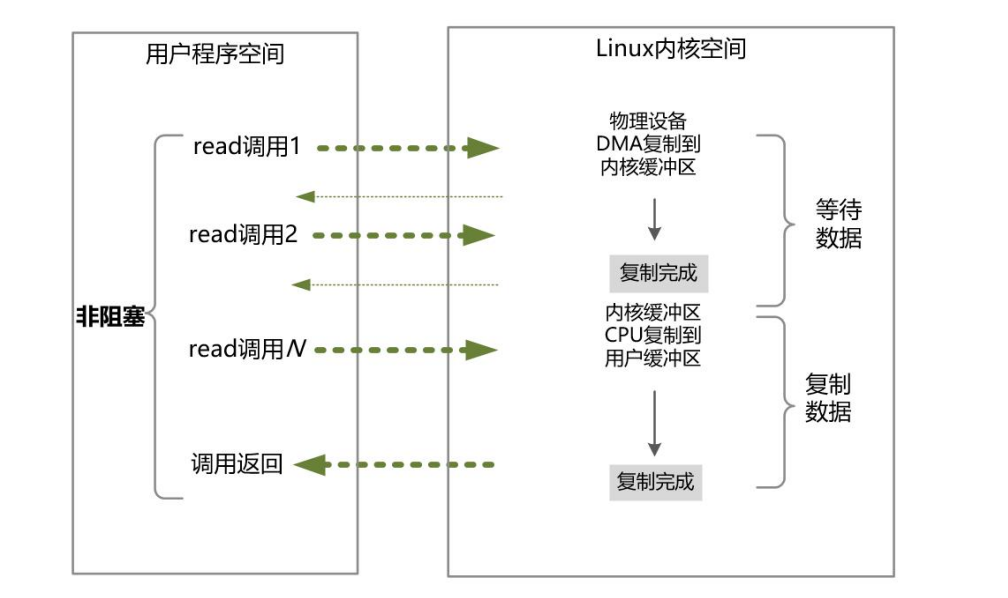 用户程序空间
Linux内核空间
read调用1
物理设备
DMA复制到
内核缓冲区
read调用2
等待
数据
复制完成
非阻塞
内核缓冲区
CPU复制到
用户缓冲区
read调用N
复制
数据
调用返回
复制完成